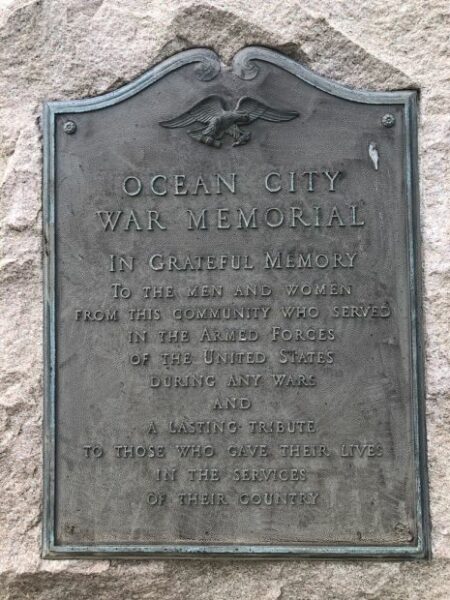 OCEAN CITY
WAR MEMORIAL
IN GRATEFUL MEMORY
TO THE MEN AND WOMEN
FROM THIS COMMUNITY WHO SERVED
IN THE ARMED FORCES
OF THE UNITED STATES
DURING ANY WARS
AND
A LASTING TRIBUTE
TO THOSE WHO GAVE THEIR LIVES
IN THE SERVICES
OF THEIR COUNTRY